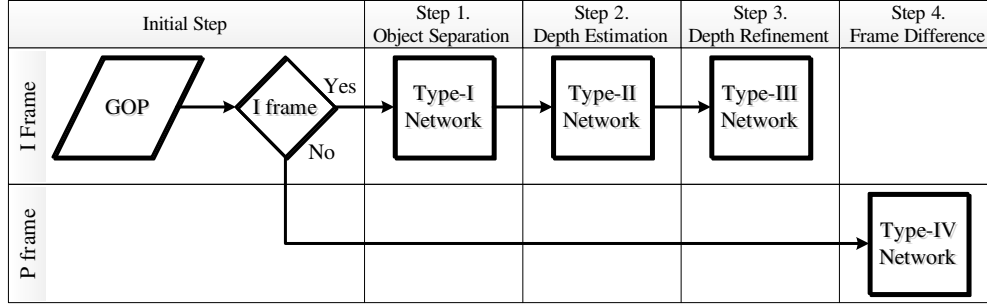 Initial Step
Step 1.
Object Separation
Step 2.
Depth Estimation
Step 3.
Depth Refinement
Step 4.
Frame Difference
I Frame
GOP
I frame
Yes
No
Type-I
Network
Type-II
Network
Type-III
Network
P frame
Type-IV
Network